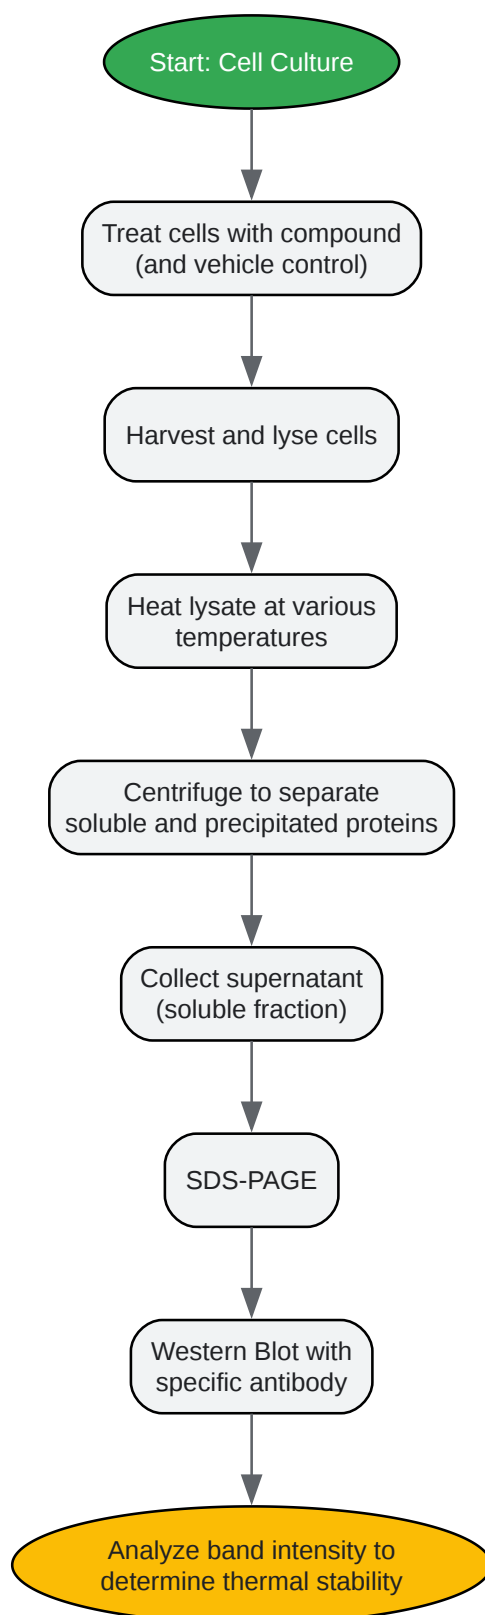 Start: Cell Culture
Treat cells with compound
(and vehicle control)
Harvest and lyse cells
Heat lysate at various
temperatures
Centrifuge to separate
soluble and precipitated proteins
Collect supernatant
(soluble fraction)
SDS-PAGE
Western Blot with
specific antibody
Analyze band intensity to
determine thermal stability